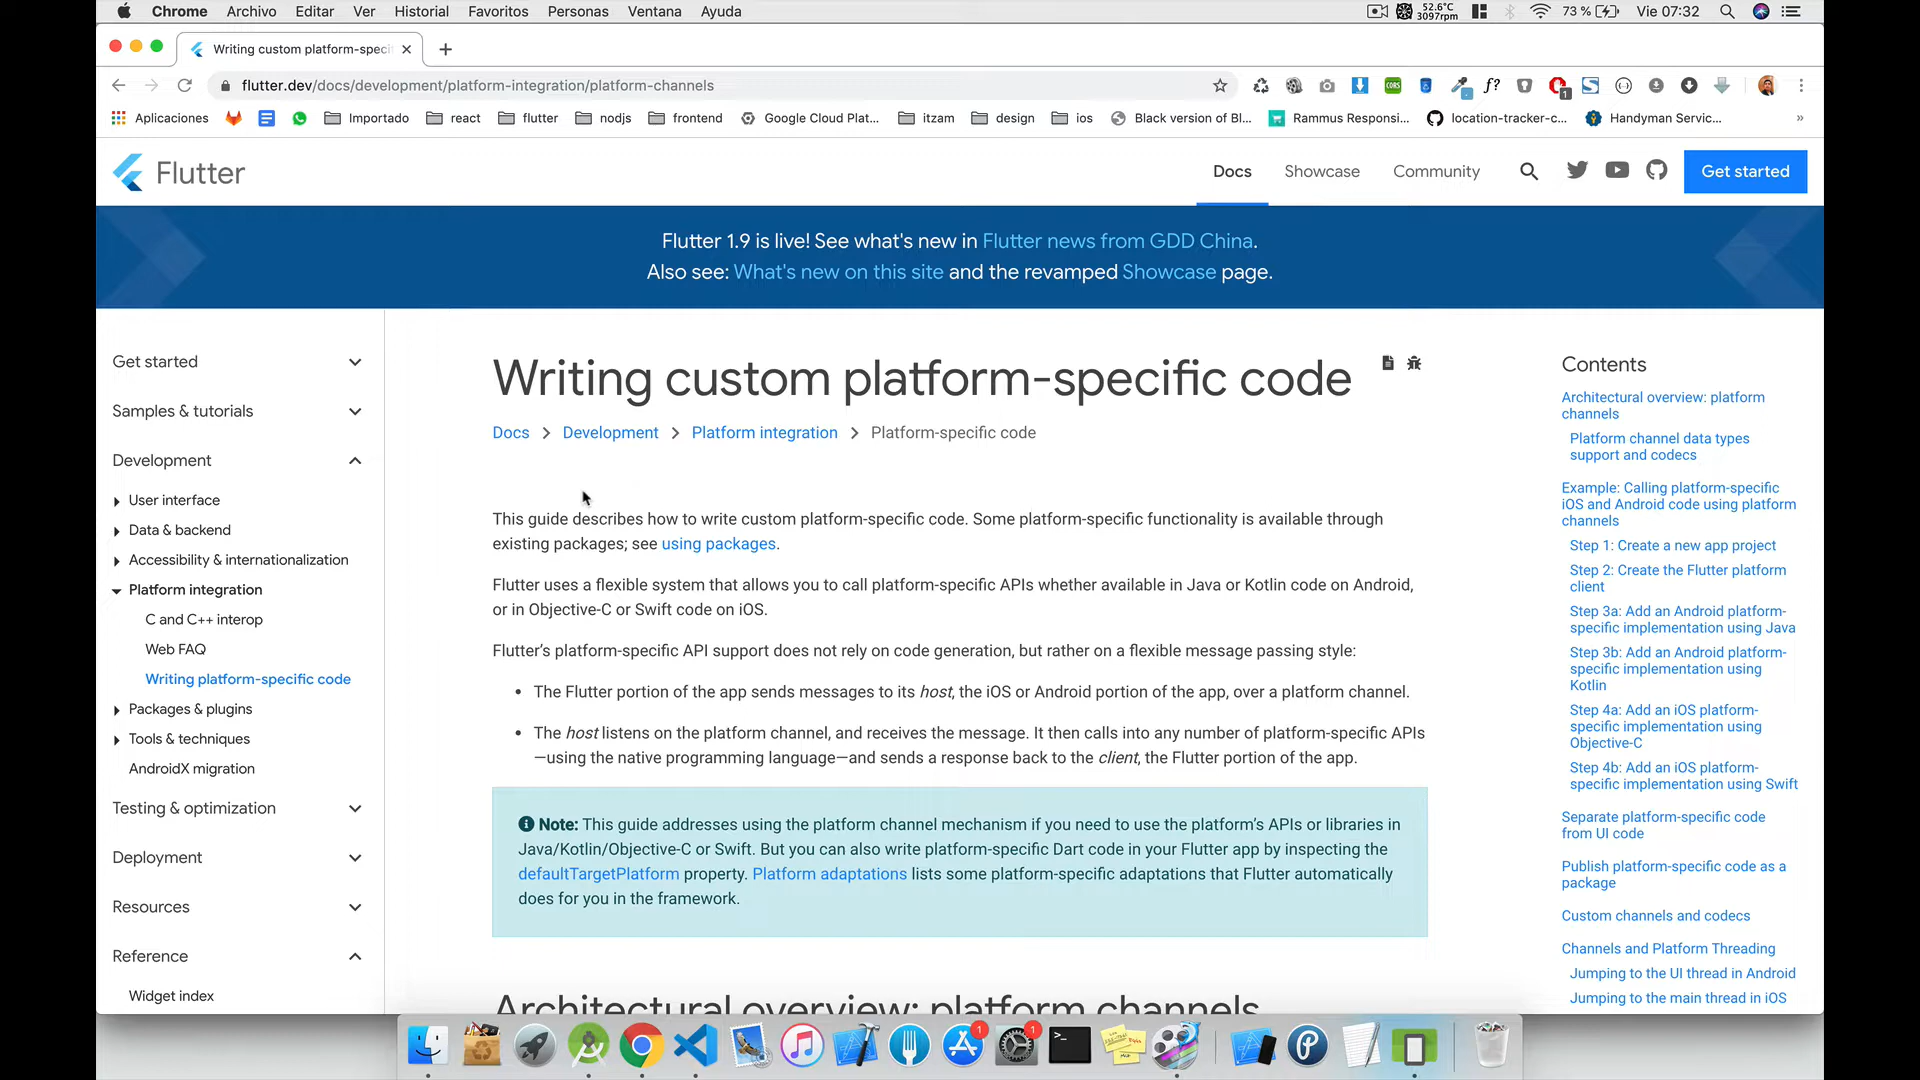 Chrome Archivo Editar Ver Historial Favoritos Personas Ventana Ayuda 52.6°C 3097rpm 73 % Vie 07:32
Writing custom platform-speci
flutter.dev/docs/development/platform-integration/platform-channels
Aplicaciones Importado react flutter nodjs frontend Google Cloud Plat... itzam design ios Black version of Bl... Rammus Responsi... location-tracker-c... Handyman Servic... »
Flutter Docs Showcase Community Get started
Flutter 1.9 is live! See what's new in Flutter news from GDD China.
Also see: What's new on this site and the revamped Showcase page.
Get started
Samples & tutorials
Development
User interface
Data & backend
Accessibility & internationalization
Platform integration
C and C++ interop
Web FAQ
Writing platform-specific code
Packages & plugins
Tools & techniques
AndroidX migration
Testing & optimization
Deployment
Resources
Reference
Widget index
Writing custom platform-specific code
Docs > Development > Platform integration > Platform-specific code
This guide describes how to write custom platform-specific code. Some platform-specific functionality is available through
existing packages; see using packages.
Flutter uses a flexible system that allows you to call platform-specific APIs whether available in Java or Kotlin code on Android,
or in Objective-C or Swift code on iOS.
Flutter’s platform-specific API support does not rely on code generation, but rather on a flexible message passing style:
• The Flutter portion of the app sends messages to its host, the iOS or Android portion of the app, over a platform channel.
• The host listens on the platform channel, and receives the message. It then calls into any number of platform-specific APIs
—using the native programming language—and sends a response back to the client, the Flutter portion of the app.
Note: This guide addresses using the platform channel mechanism if you need to use the platform’s APIs or libraries in
Java/Kotlin/Objective-C or Swift. But you can also write platform-specific Dart code in your Flutter app by inspecting the
defaultTargetPlatform property. Platform adaptations lists some platform-specific adaptations that Flutter automatically
does for you in the framework.
Architectural overview: platform channels
Contents
Architectural overview: platform
channels
Platform channel data types
support and codecs
Example: Calling platform-specific
iOS and Android code using platform
channels
Step 1: Create a new app project
Step 2: Create the Flutter platform
client
Step 3a: Add an Android platform-
specific implementation using Java
Step 3b: Add an Android platform-
specific implementation using
Kotlin
Step 4a: Add an iOS platform-
specific implementation using
Objective-C
Step 4b: Add an iOS platform-
specific implementation using Swift
Separate platform-specific code
from UI code
Publish platform-specific code as a
package
Custom channels and codecs
Channels and Platform Threading
Jumping to the UI thread in Android
Jumping to the main thread in iOS